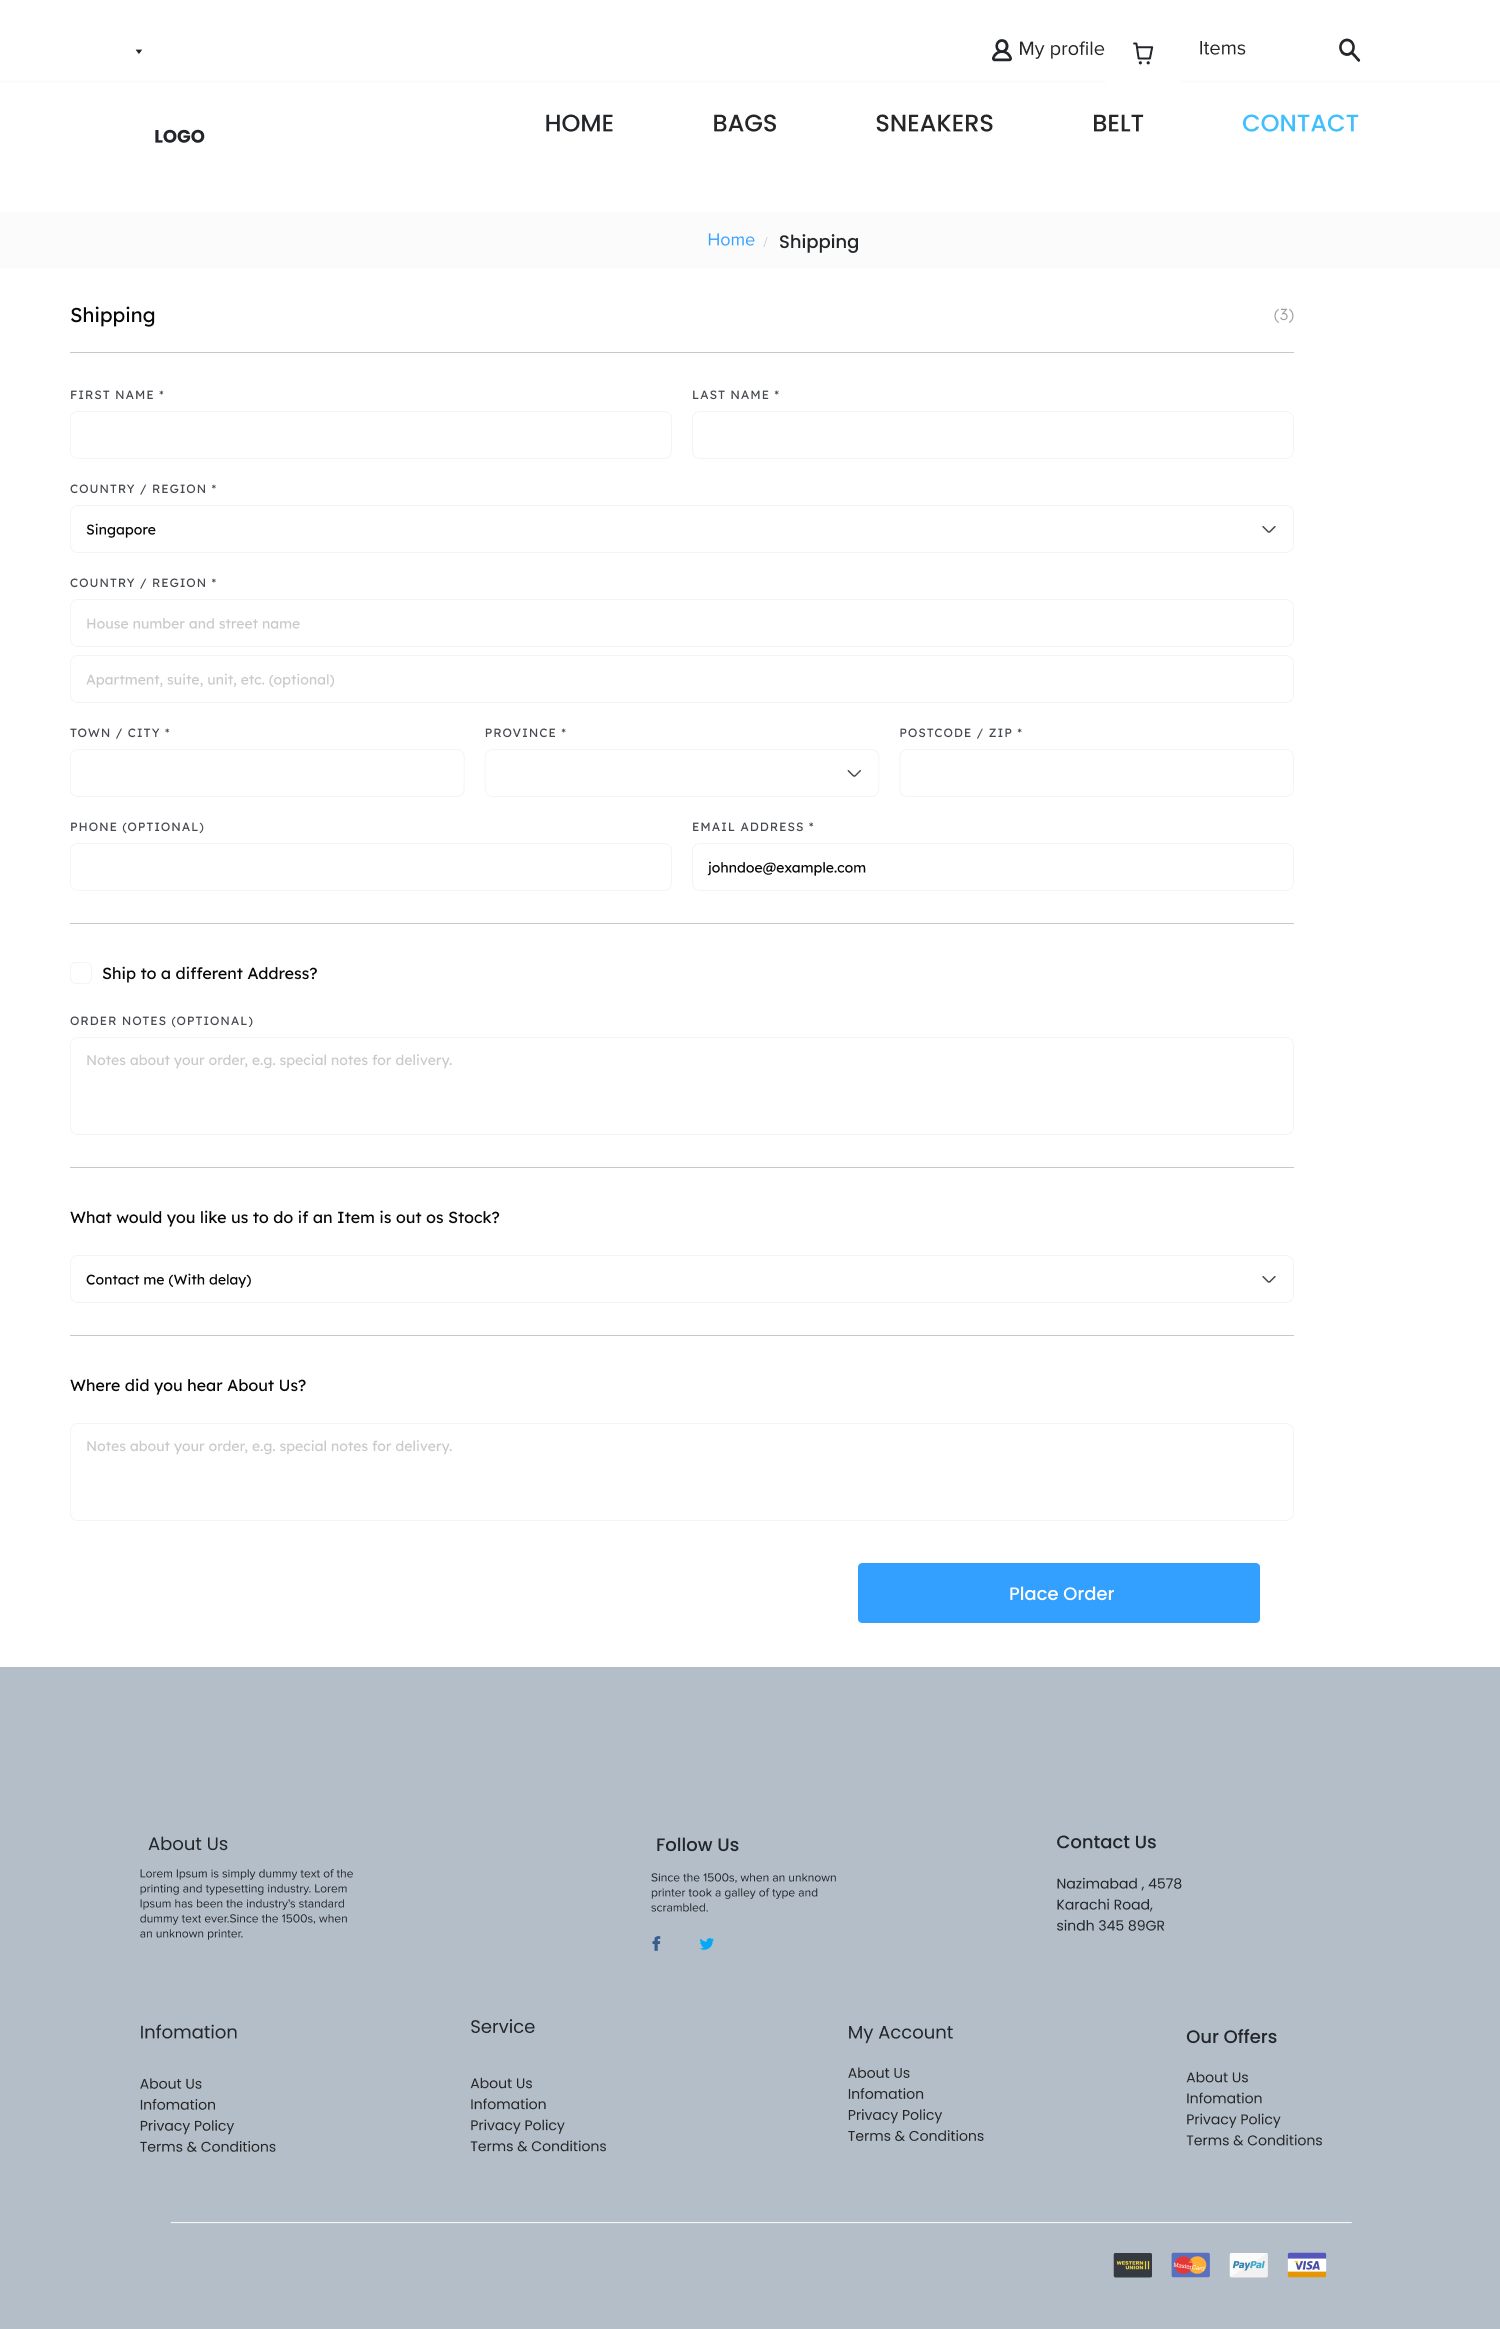 My profile
Items
LOGO
HOME
BAGS
SNEAKERS
BELT
CONTACT
Home / Shipping
Shipping
(3)
FIRST NAME *
LAST NAME *
COUNTRY / REGION *
Singapore
COUNTRY / REGION *
House number and street name
Apartment, suite, unit, etc. (optional)
TOWN / CITY *
PROVINCE *
POSTCODE / ZIP *
PHONE (OPTIONAL)
EMAIL ADDRESS *
johndoe@example.com
Ship to a different Address?
ORDER NOTES (OPTIONAL)
Notes about your order, e.g. special notes for delivery.
What would you like us to do if an Item is out os Stock?
Contact me (With delay)
Where did you hear About Us?
Notes about your order, e.g. special notes for delivery.
Place Order
About Us
Lorem Ipsum is simply dummy text of the
printing and typesetting industry. Lorem
Ipsum has been the industry's standard
dummy text ever.Since the 1500s, when
an unknown printer.
Follow Us
Since the 1500s, when an unknown
printer took a galley of type and
scrambled.
Contact Us
Nazimabad , 4578
Karachi Road,
sindh 345 89GR
Infomation
About Us
Infomation
Privacy Policy
Terms & Conditions
Service
About Us
Infomation
Privacy Policy
Terms & Conditions
My Account
About Us
Infomation
Privacy Policy
Terms & Conditions
Our Offers
About Us
Infomation
Privacy Policy
Terms & Conditions
WESTERN
UNION
MasterCard
PayPal
VISA